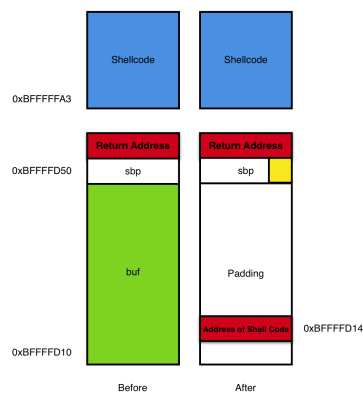 Shellcode
Shellcode
0xBFFFFFA3
Return Address
Return Address
0xBFFFFD50
sbp
sbp
buf
Padding
Address of Shell Code
0xBFFFFD14
0xBFFFFD10
Before
After